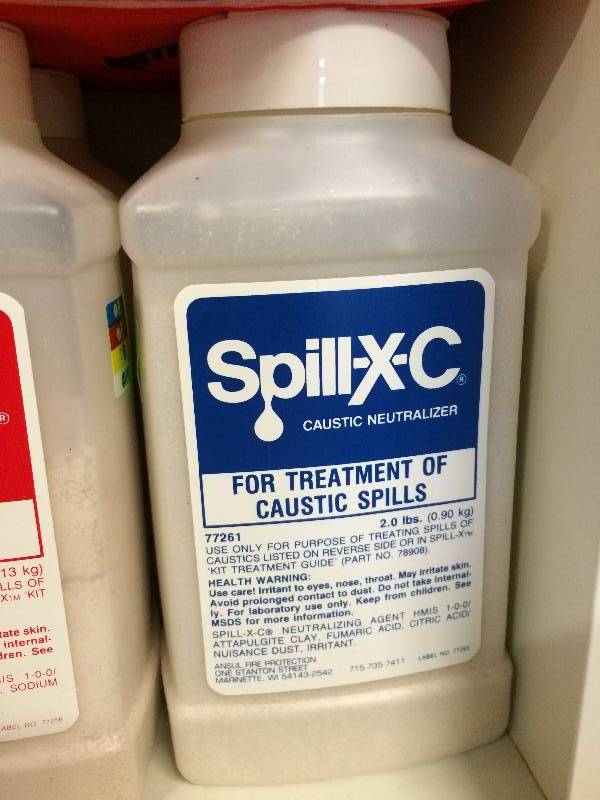 Spill-X-C®
CAUSTIC NEUTRALIZER
FOR TREATMENT OF
CAUSTIC SPILLS
77261
2.0 lbs. (0.90 kg)
USE ONLY FOR PURPOSE OF TREATING SPILLS OF
CAUSTICS LISTED ON REVERSE SIDE OR IN SPILL-X™
'KIT TREATMENT GUIDE' (PART NO. 78908).
HEALTH WARNING:
Use care! Irritant to eyes, nose, throat. May irritate skin.
Avoid prolonged contact to dust. Do not take internal-
ly. For laboratory use only. Keep from children. See
MSDS for more information.
SPILL-X-C® NEUTRALIZING AGENT HMIS 1-0-0/
ATTAPULGITE CLAY, FUMARIC ACID, CITRIC ACID/
NUISANCE DUST, IRRITANT.
ANSUL FIRE PROTECTION
ONE STANTON STREET
MARINETTE, WI 54143-2542
715-735-7411
LABEL NO.
®
13 kg)
LLS OF
X™ 'KIT
tate skin.
internal-
dren. See
IS 1-0-0/
SODIUM
ABEL NO.